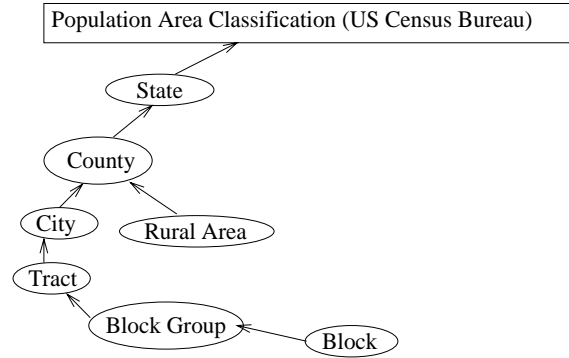 Population Area Classification (US Census Bureau)
State
County
City
Rural Area
Tract
Block Group
Block